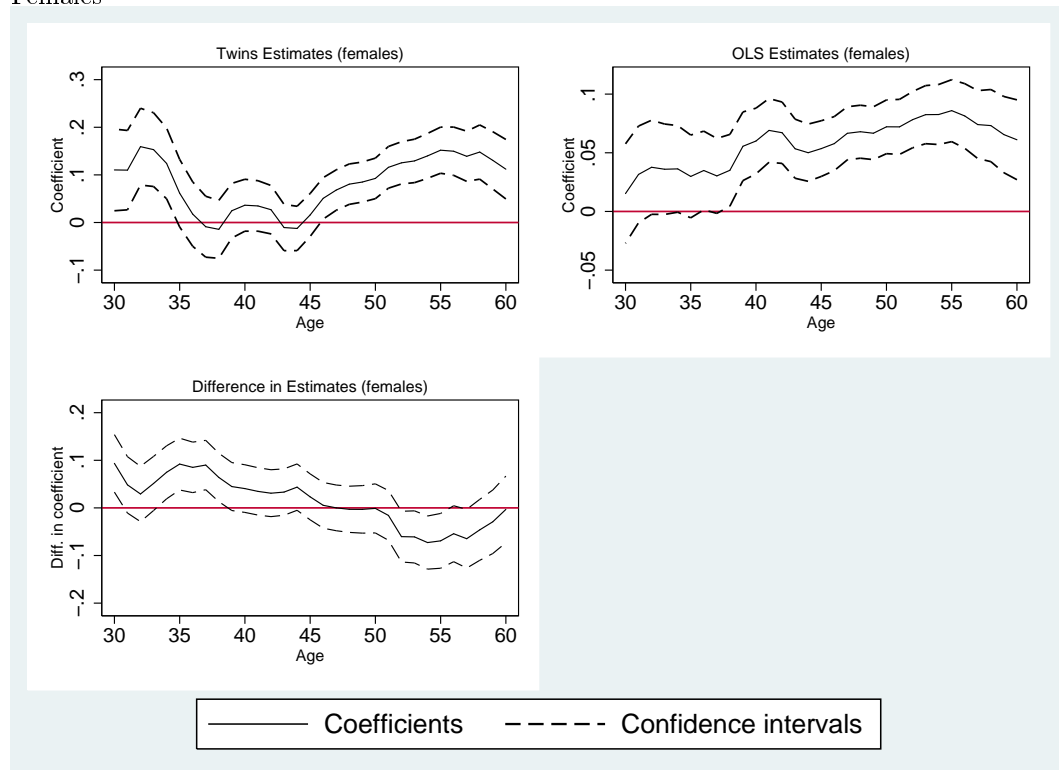 Females
Twins Estimates (females)
Coefficient
.3
.2
.1
0
-.1
30 35 40 45 50 55 60
Age
OLS Estimates (females)
Coefficient
.1
.05
0
-.05
30 35 40 45 50 55 60
Age
Difference in Estimates (females)
Diff. in coefficient
.2
.1
0
-.1
-.2
30 35 40 45 50 55 60
Age
Coefficients Confidence intervals